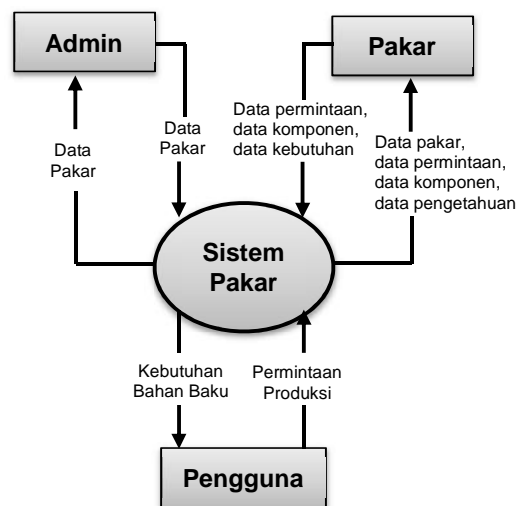 Admin
Pakar
Data
Pakar
Data
Pakar
Data permintaan,
data komponen,
data kebutuhan
Data pakar,
data permintaan,
data komponen,
data pengetahuan
Sistem
Pakar
Kebutuhan
Bahan Baku
Permintaan
Produksi
Pengguna